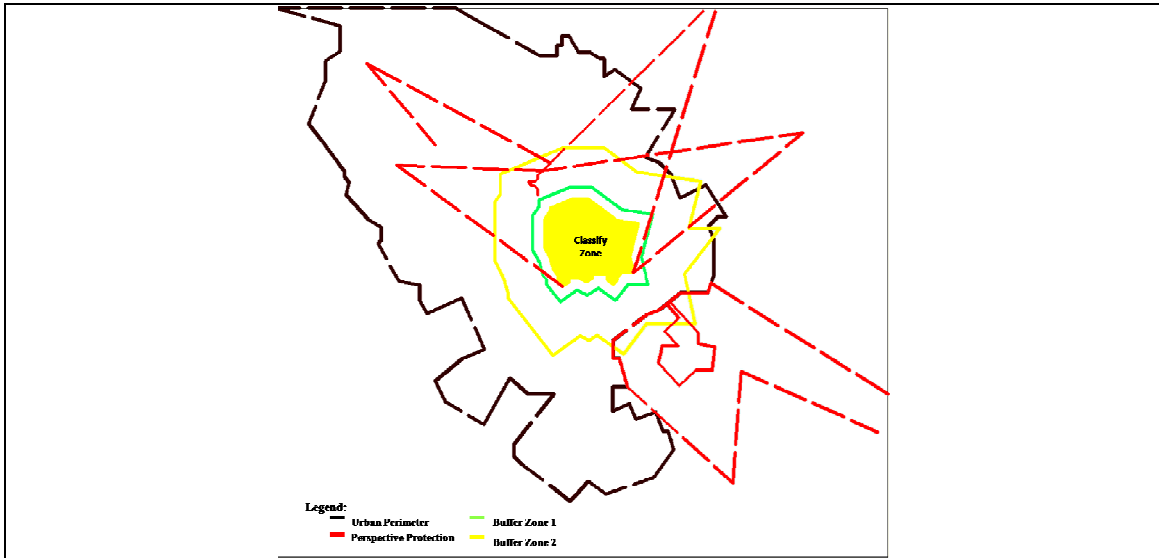 Classify
Zone
Legend:
Urban Perimeter
Buffer Zone 1
Perspective Protection
Buffer Zone 2